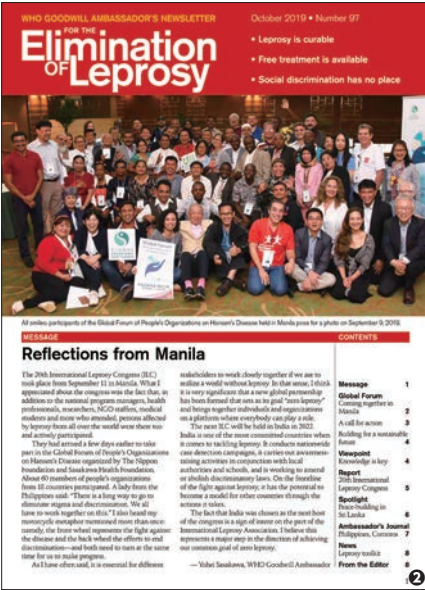 WHO GOODWILL AMBASSADOR'S NEWSLETTER
October 2019 • Number 97
FOR THE
Elimination
OF Leprosy
• Leprosy is curable
• Free treatment is available
• Social discrimination has no place
All smiles: participants of the Global Forum of People's Organizations on Hansen's Disease held in Manila pose for a photo on September 9, 2019.
MESSAGE
Reflections from Manila
The 20th International Leprosy Congress (ILC)
took place from September 11 in Manila. What I
appreciated about the congress was the fact that, in
addition to the national program managers, health
professionals, researchers, NGO staffers, medical
students and more who attended, persons affected
by leprosy from all over the world were there too
and actively participated.
They had arrived a few days earlier to take
part in the Global Forum of People's Organizations
on Hansen's Disease organized by The Nippon
Foundation and Sasakawa Health Foundation.
About 60 members of people's organizations
from 18 countries participated. A lady from the
Philippines said: "There is a long way to go to
eliminate stigma and discrimination. We all
have to work together on this." I also heard my
motorcycle metaphor mentioned more than once:
namely, the front wheel represents the fight against
the disease and the back wheel the efforts to end
discrimination—and both need to turn at the same
time for us to make progress.
As I have often said, it is essential for different
stakeholders to work closely together if we are to
realize a world without leprosy. In that sense, I think
it is very significant that a new global partnership
has been formed that sets as its goal "zero leprosy"
and brings together individuals and organizations
on a platform where everybody can play a role.
The next ILC will be held in India in 2022.
India is one of the most committed countries when
it comes to tackling leprosy. It conducts nationwide
case detection campaigns, it carries out awareness-
raising activities in conjunction with local
authorities and schools, and is working to amend
or abolish discriminatory laws. On the frontline
of the fight against leprosy, it has the potential to
become a model for other countries through the
actions it takes.
The fact that India was chosen as the next host
of the congress is a sign of intent on the part of the
International Leprosy Association. I believe this
represents a major step in the direction of achieving
our common goal of zero leprosy.
— Yohei Sasakawa, WHO Goodwill Ambassador
CONTENTS
Message 1
Global Forum
Coming together in
Manila 2
A call for action 3
Building for a sustainable
future 4
Viewpoint
Knowledge is key 4
Report
20th International
Leprosy Congress 5
Spotlight
Peace-building in
Sri Lanka 6
Ambassador's Journal
Philippines, Comoros 7
News
Leprosy toolkit 8
From the Editor 8
1
2